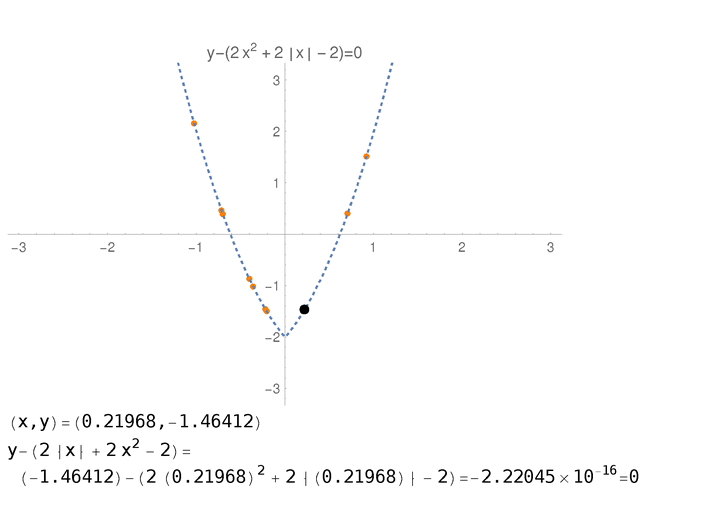 y−(2 x² + 2 |x| − 2)=0
3
2
1
−3 −2 −1 1 2 3
−1
−2
−3
(x,y)=(0.21968,−1.46412)
y−(2 |x| + 2 x² − 2)=
(−1.46412)−(2 (0.21968)² + 2 |(0.21968)| − 2)=−2.22045×10⁻¹⁶=0